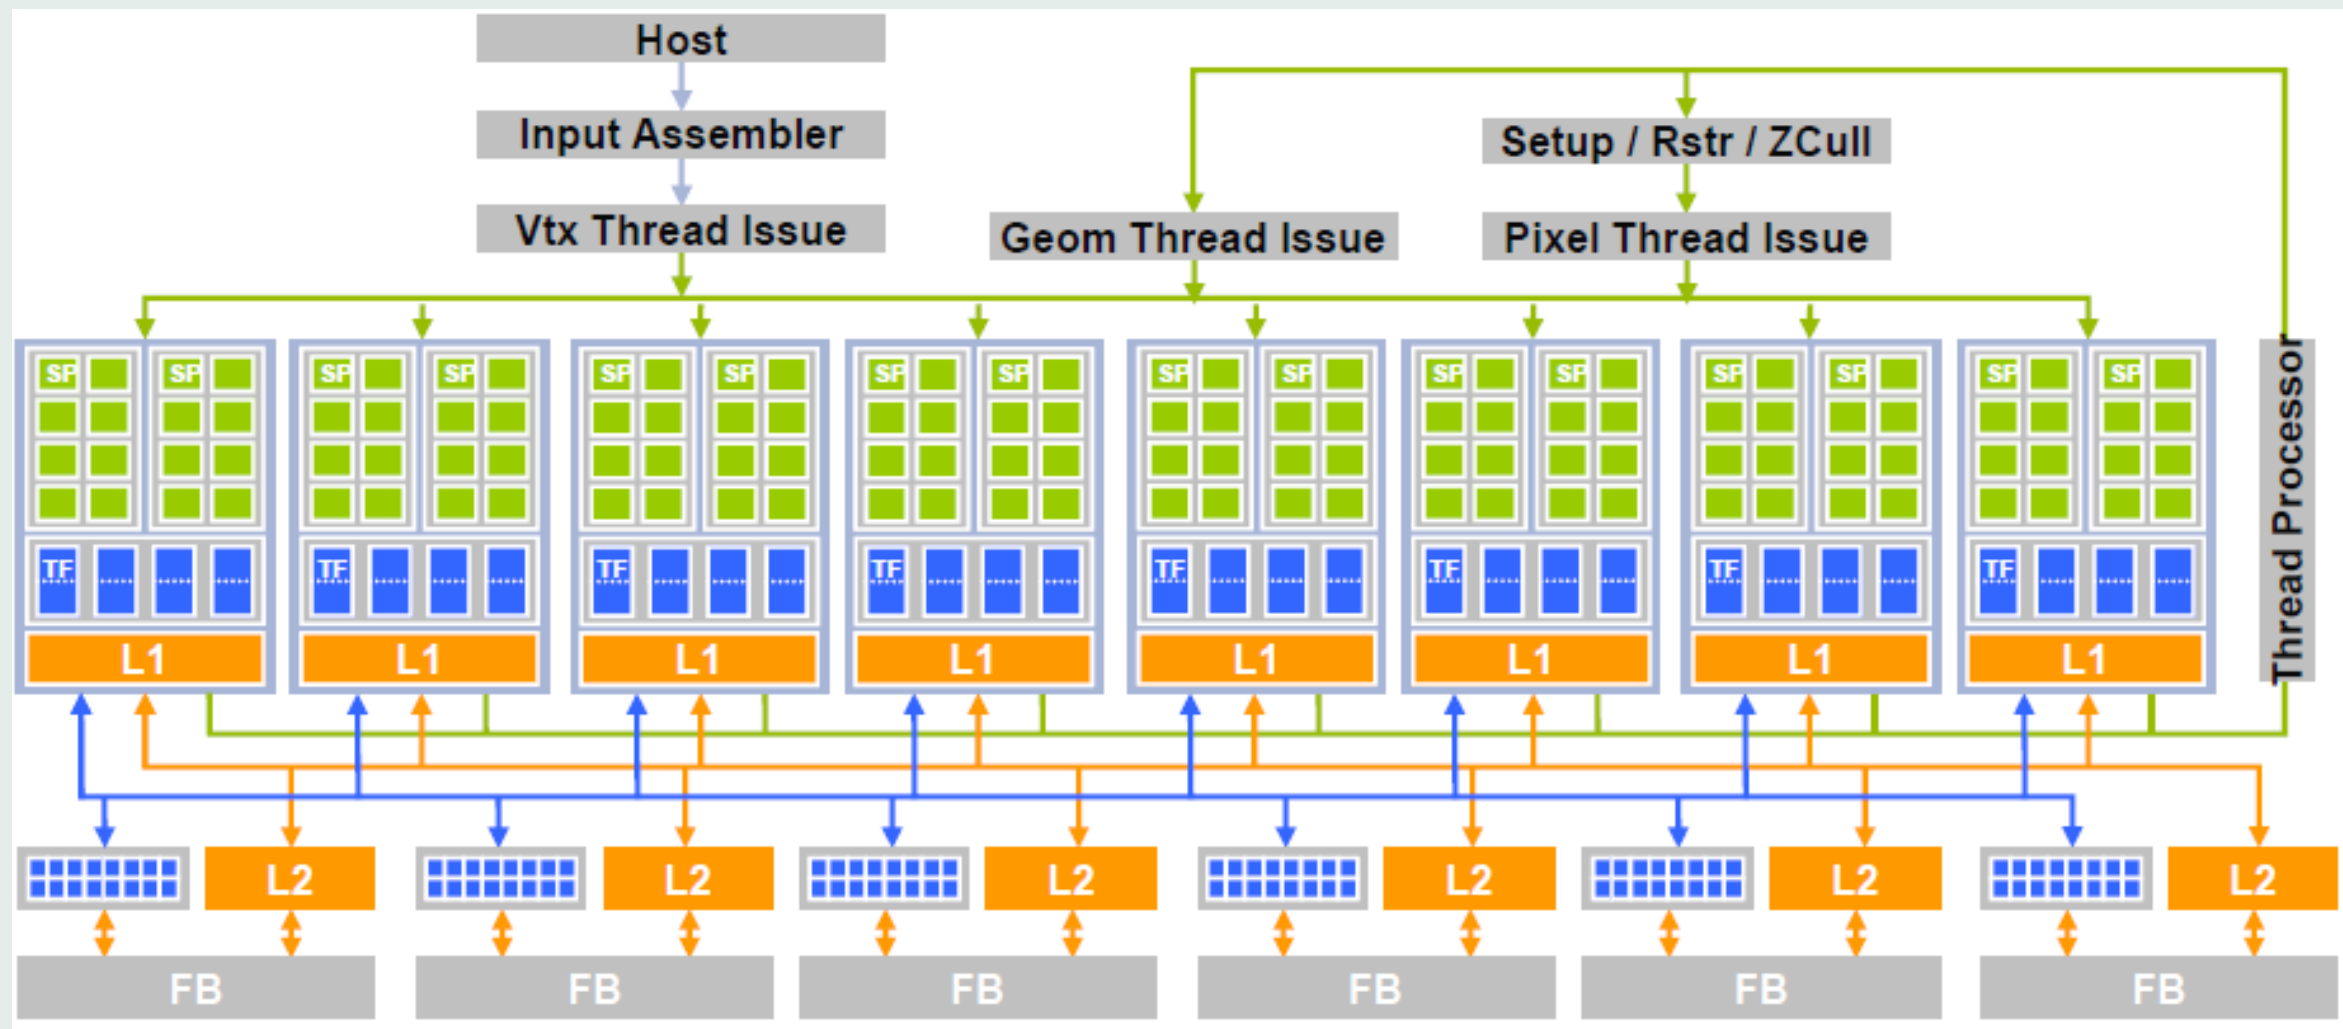 Host
Input Assembler
Setup / Rstr / ZCull
Vtx Thread Issue
Geom Thread Issue
Pixel Thread Issue
SP SP SP SP SP SP SP SP SP SP SP SP SP SP SP SP
Thread Processor
TF TF TF TF TF TF TF TF
L1 L1 L1 L1 L1 L1 L1 L1
L2 L2 L2 L2 L2 L2
FB FB FB FB FB FB